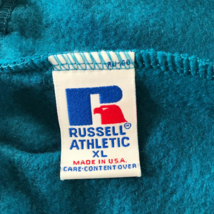 RUSSELL®
ATHLETIC
XL
MADE IN U.S.A.
CARE·CONTENT OVER